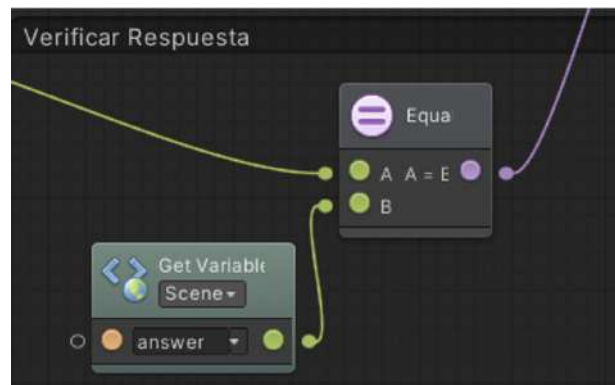 Verificar Respuesta
Equa
A A = E
B
Get Variable
Scene
answer